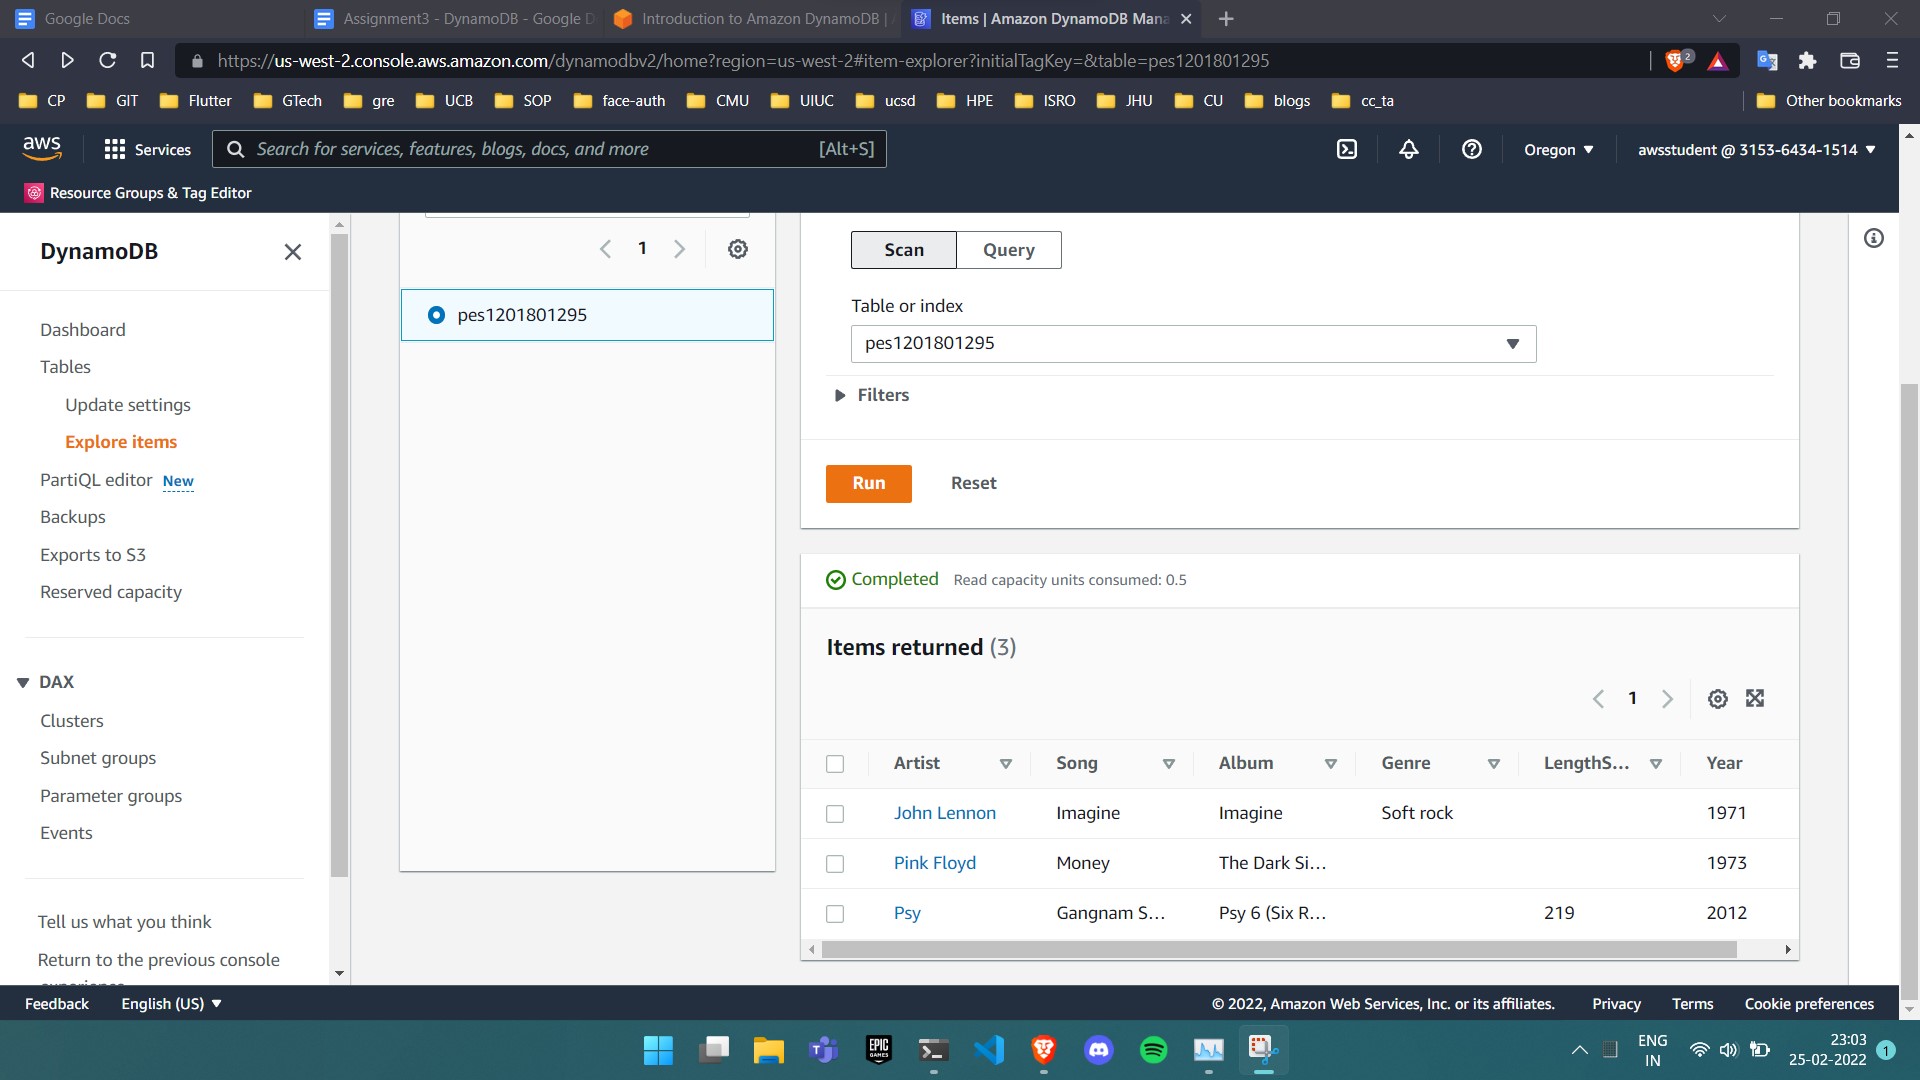 Google Docs
Assignment3 - DynamoDB - Google D
Introduction to Amazon DynamoDB | A
Items | Amazon DynamoDB Mana
https://us-west-2.console.aws.amazon.com/dynamodbv2/home?region=us-west-2#item-explorer?initialTagKey=&table=pes1201801295
2
CP GIT Flutter GTech gre UCB SOP face-auth CMU UIUC ucsd HPE ISRO JHU CU blogs cc_ta Other bookmarks
aws Services Search for services, features, blogs, docs, and more [Alt+S] Oregon awsstudent @ 3153-6434-1514
Resource Groups & Tag Editor
DynamoDB
Dashboard
Tables
Update settings
Explore items
PartiQL editor New
Backups
Exports to S3
Reserved capacity
DAX
Clusters
Subnet groups
Parameter groups
Events
Tell us what you think
Return to the previous console
1
pes1201801295
Scan Query
Table or index
pes1201801295
Filters
Run Reset
Completed Read capacity units consumed: 0.5
Items returned (3)
1
Artist Song Album Genre LengthS... Year
John Lennon Imagine Imagine Soft rock 1971
Pink Floyd Money The Dark Si... 1973
Psy Gangnam S... Psy 6 (Six R... 219 2012
Feedback English (US) © 2022, Amazon Web Services, Inc. or its affiliates. Privacy Terms Cookie preferences
EPIC GAMES
ENG
IN
23:03
25-02-2022
1